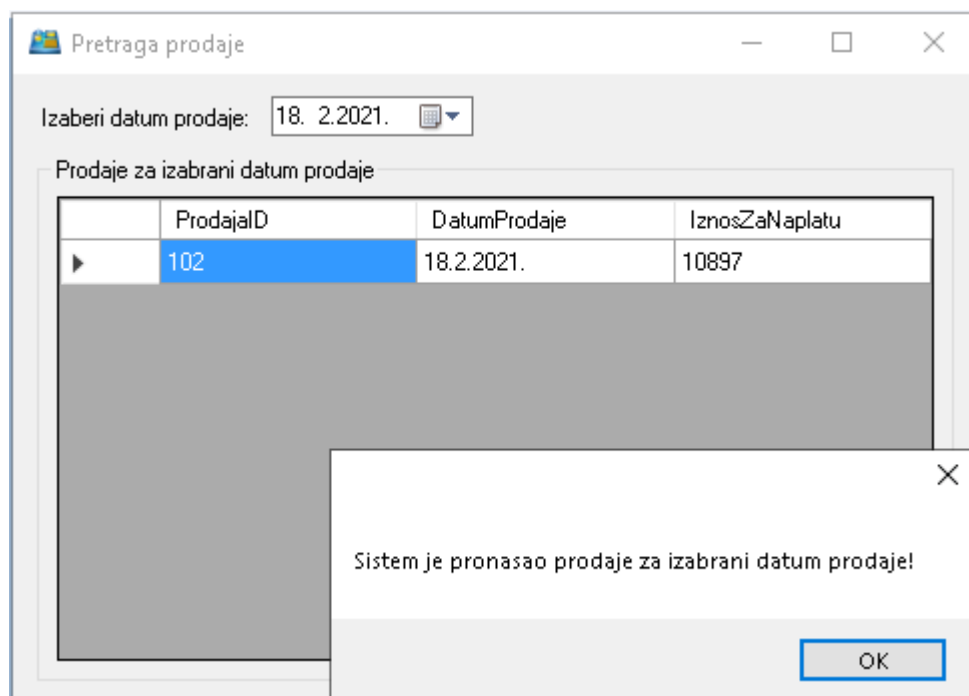 Pretraga prodaje
Izaberi datum prodaje: 18. 2.2021.
Prodaje za izabrani datum prodaje
ProdajaID DatumProdaje IznosZaNaplatu
102 18.2.2021. 10897
Sistem je pronasao prodaje za izabrani datum prodaje!
OK